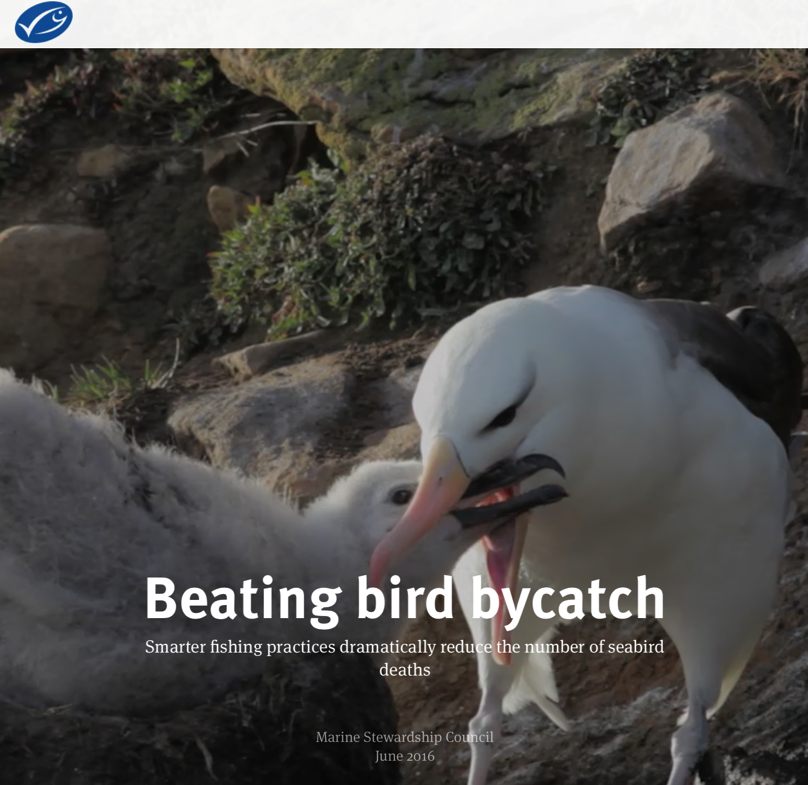 Beating bird bycatch
Smarter fishing practices dramatically reduce the number of seabird
deaths
Marine Stewardship Council
June 2016